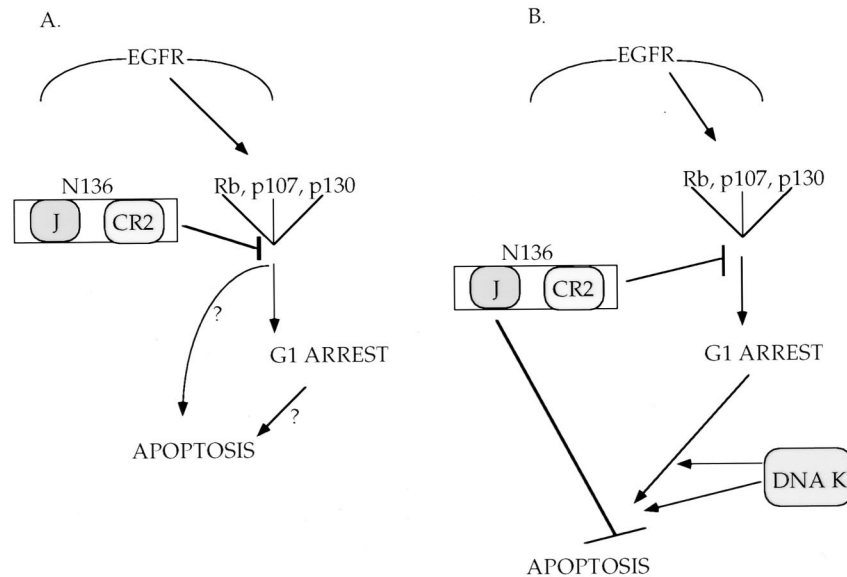 A.
EGFR
N136
J
CR2
Rb, p107, p130
?
G1 ARREST
?
APOPTOSIS
B.
EGFR
Rb, p107, p130
N136
J
CR2
G1 ARREST
DNA K
APOPTOSIS